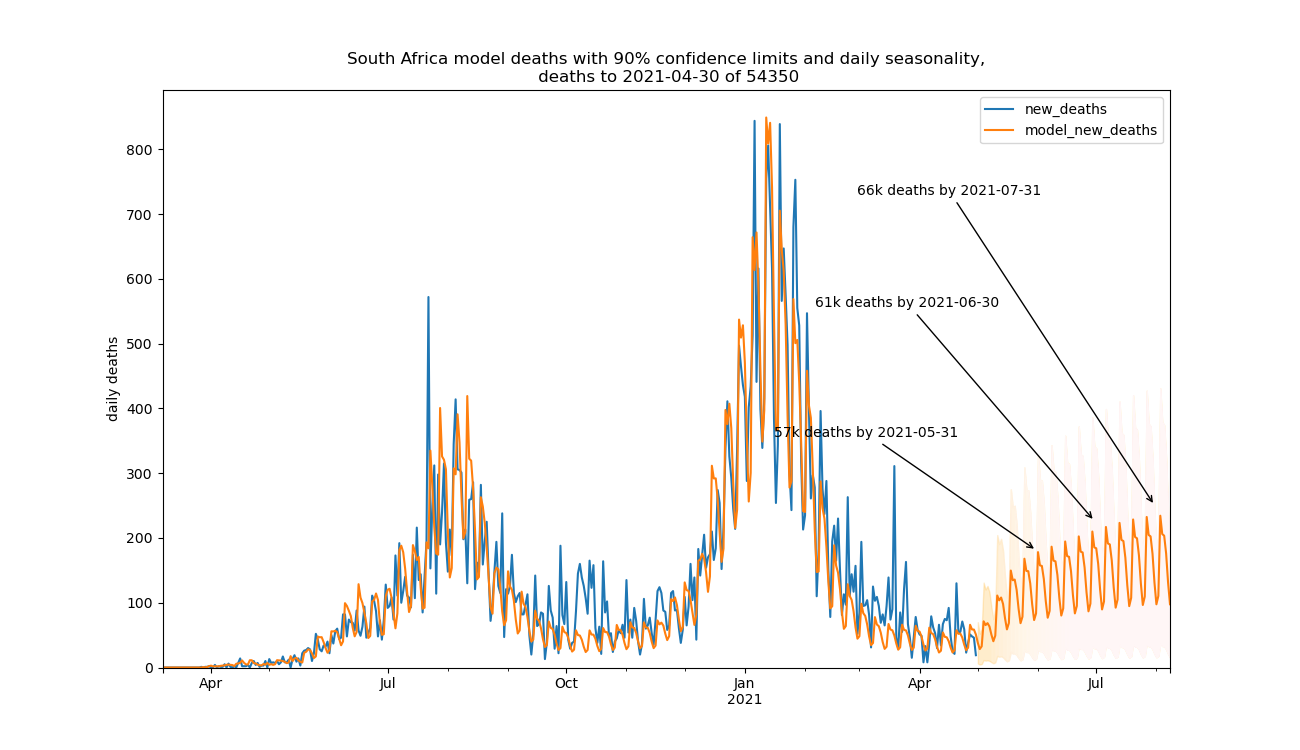 South Africa model deaths with 90% confidence limits and daily seasonality,
deaths to 2021-04-30 of 54350
new_deaths
model_new_deaths
800
700
600
500
400
300
200
100
0
daily deaths
66k deaths by 2021-07-31
61k deaths by 2021-06-30
57k deaths by 2021-05-31
Apr
Jul
Oct
Jan
2021
Apr
Jul